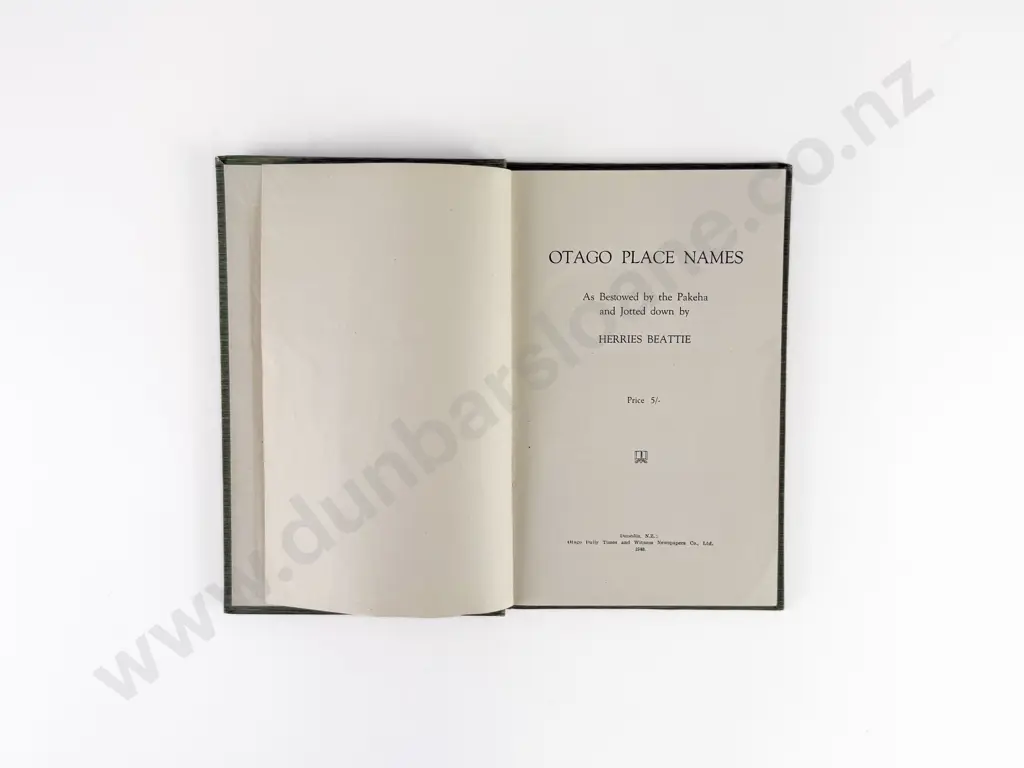 OTAGO PLACE NAMES
As Bestowed by the Pakeha
and Jotted down by
HERRIES BEATTIE
Price 5/-
Dunedin, N.Z.:
Otago Daily Times and Witness Newspapers Co., Ltd.
www.dunbarsloane.co.nz